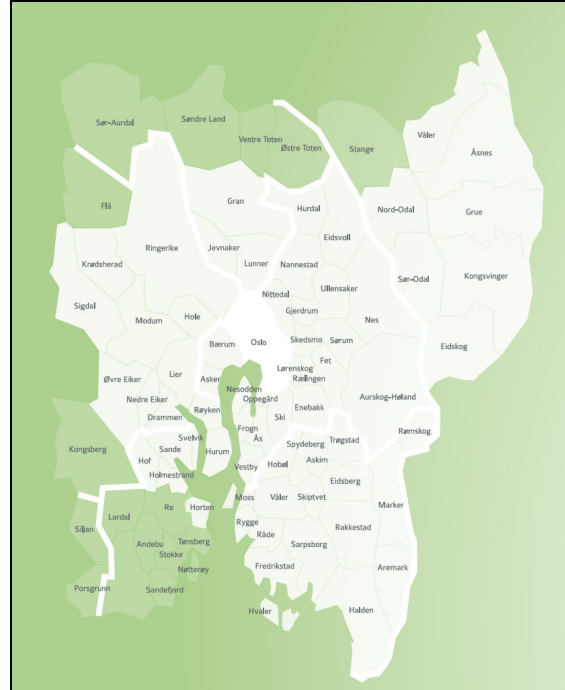 Sør-Aurdal
Søndre Land
Vestre Toten
Østre Toten
Stange
Våler
Åsnes
Flå
Gran
Hurdal
Nord-Odal
Grue
Ringerike
Jevnaker
Eidsvoll
Krødsherad
Lunner
Nannestad
Sør-Odal
Kongsvinger
Sigdal
Nittedal
Ullensaker
Modum
Hole
Gjerdrum
Nes
Bærum
Oslo
Skedsmo
Sørum
Eidskog
Fet
Lørenskog
Rælingen
Øvre Eiker
Lier
Asker
Nesodden
Oppegård
Aurskog-Høland
Nedre Eiker
Røyken
Enebakk
Drammen
Ski
Frogn
Rømskog
Svelvik
Ås
Spydeberg
Trøgstad
Kongsberg
Sande
Hurum
Hof
Askim
Holmestrand
Vestby
Hobøl
Eidsberg
Moss
Våler
Skiptvet
Marker
Re
Horten
Lardal
Rygge
Siljan
Råde
Rakkestad
Andebu
Tønsberg
Sarpsborg
Stokke
Fredrikstad
Aremark
Nøtterøy
Porsgrunn
Sandefjord
Hvaler
Halden